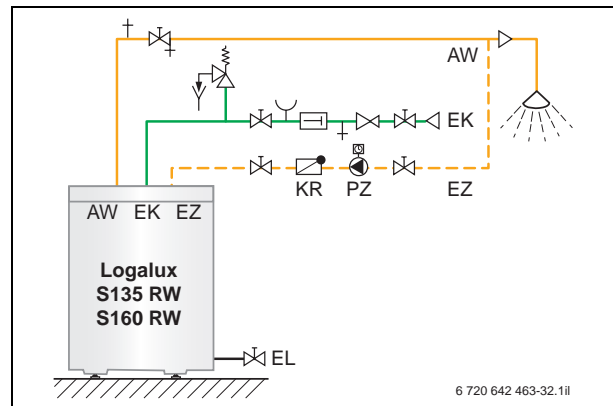 AW
EK
KR PZ EZ
AW EK EZ
Logalux
S135 RW
S160 RW
EL
6 720 642 463-32.1il